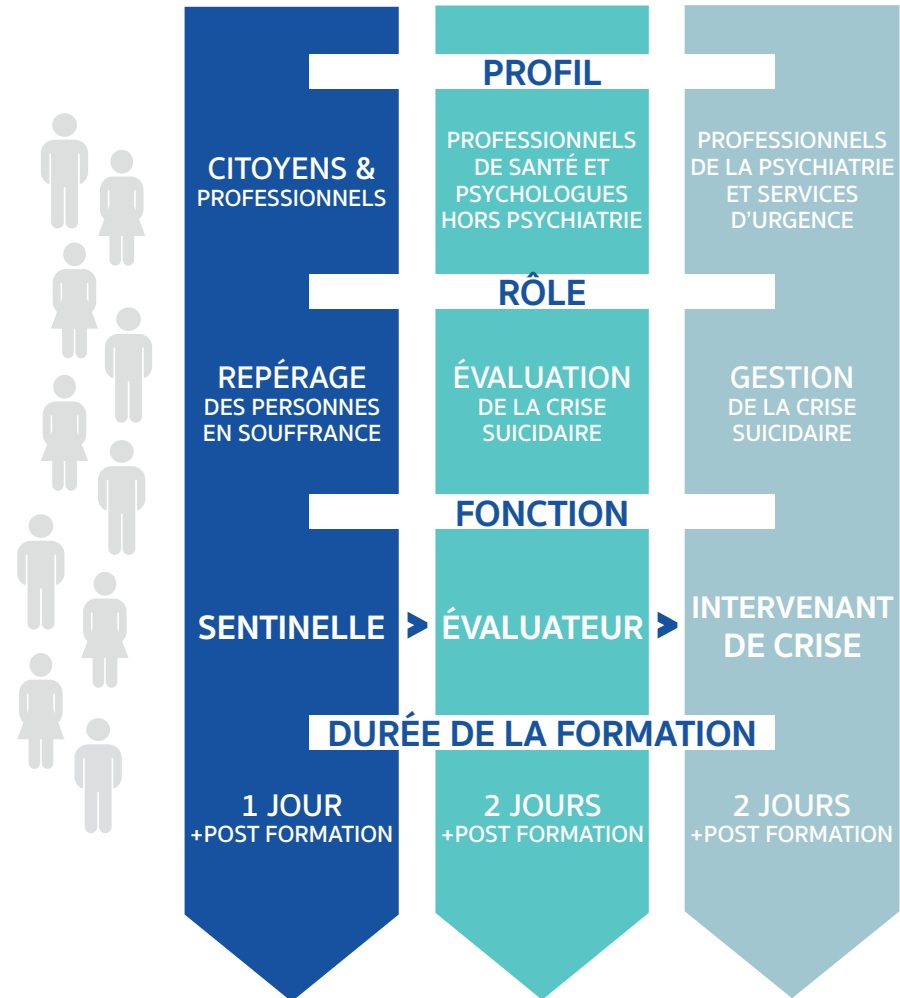 PROFIL
CITOYENS &
PROFESSIONNELS
PROFESSIONNELS
DE SANTÉ ET
PSYCHOLOGUES
HORS PSYCHIATRIE
PROFESSIONNELS
DE LA PSYCHIATRIE
ET SERVICES
D'URGENCE
RÔLE
REPÉRAGE
DES PERSONNES
EN SOUFFRANCE
ÉVALUATION
DE LA CRISE
SUICIDAIRE
GESTION
DE LA CRISE
SUICIDAIRE
FONCTION
SENTINELLE
>
ÉVALUATEUR
>
INTERVENANT
DE CRISE
DURÉE DE LA FORMATION
1 JOUR
+POST FORMATION
2 JOURS
+POST FORMATION
2 JOURS
+POST FORMATION